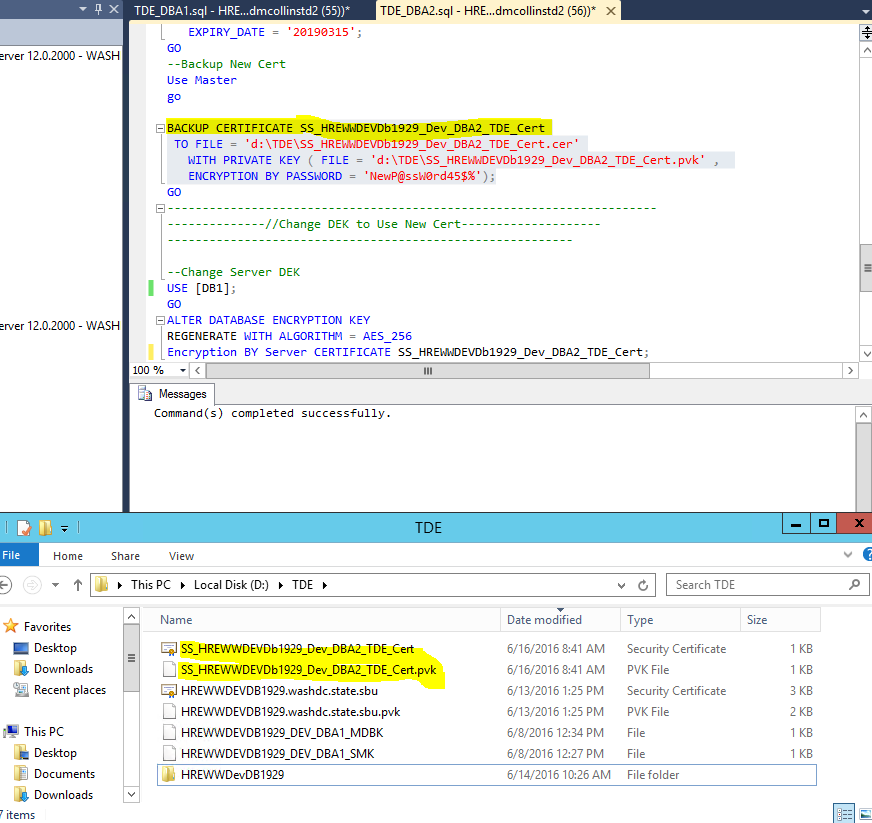 TDE_DBA1.sql - HRE...dmcollinstd2 (55))*
TDE_DBA2.sql - HRE...dmcollinstd2 (56))*
erver 12.0.2000 - WASH
EXPIRY_DATE = '20190315';
GO
--Backup New Cert
Use Master
go
BACKUP CERTIFICATE SS_HREWWDEVDb1929_Dev_DBA2_TDE_Cert
TO FILE = 'd:\TDE\SS_HREWWDEVDb1929_Dev_DBA2_TDE_Cert.cer'
WITH PRIVATE KEY ( FILE = 'd:\TDE\SS_HREWWDEVDb1929_Dev_DBA2_TDE_Cert.pvk' ,
ENCRYPTION BY PASSWORD = 'NewP@ssW0rd45$%');
GO
-----------------------------------------------------------------
--------------//Change DEK to Use New Cert-------------------
------------------------------------------------------
--Change Server DEK
USE [DB1];
GO
ALTER DATABASE ENCRYPTION KEY
erver 12.0.2000 - WASH
REGENERATE WITH ALGORITHM = AES_256
Encryption BY Server CERTIFICATE SS_HREWWDEVDb1929_Dev_DBA2_TDE_Cert;
100 %
Messages
Command(s) completed successfully.
TDE
File Home Share View
This PC Local Disk (D:) TDE Search TDE
Name Date modified Type Size
Favorites
Desktop
Downloads
Recent places
This PC
Desktop
Documents
Downloads
SS_HREWWDEVDb1929_Dev_DBA2_TDE_Cert 6/16/2016 8:41 AM Security Certificate 1 KB
SS_HREWWDEVDb1929_Dev_DBA2_TDE_Cert.pvk 6/16/2016 8:41 AM PVK File 1 KB
HREWWDEVDB1929.washdc.state.sbu 6/13/2016 1:25 PM Security Certificate 3 KB
HREWWDEVDB1929.washdc.state.sbu.pvk 6/13/2016 1:25 PM PVK File 2 KB
HREWWDEVDB1929_DEV_DBA1_MDBK 6/8/2016 12:34 PM File 1 KB
HREWWDEVDB1929_DEV_DBA1_SMK 6/8/2016 12:27 PM File 1 KB
HREWWDevDB1929 6/14/2016 10:26 AM File folder
7 items